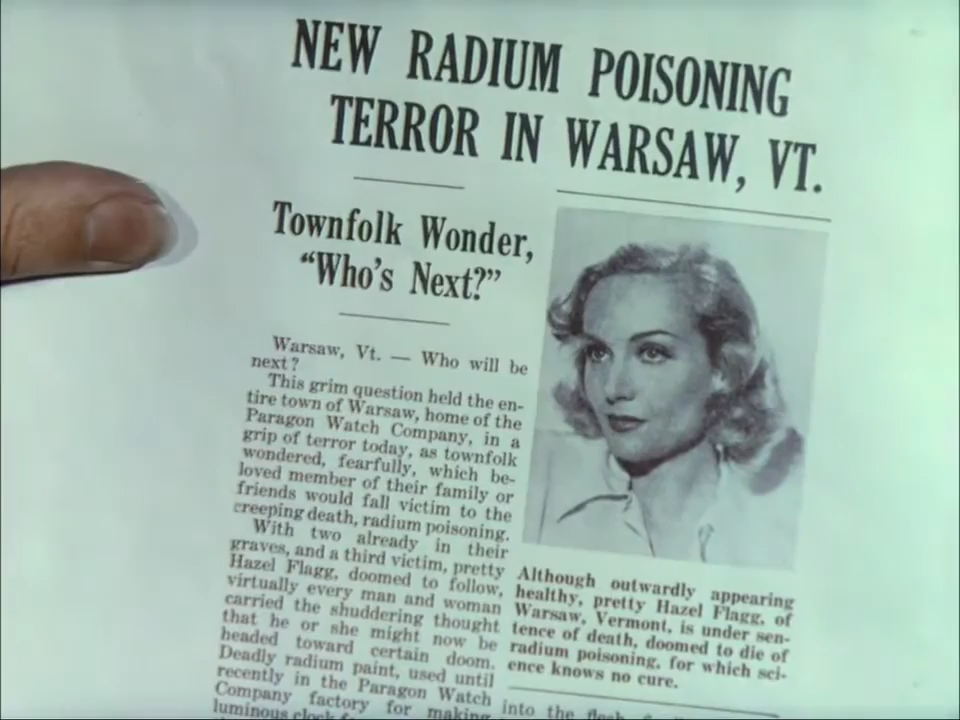 NEW RADIUM POISONING
TERROR IN WARSAW, VT.
Townfolk Wonder,
“Who's Next?”
Warsaw, Vt. — Who will be
next?
This grim question held the en-
tire town of Warsaw, home of the
Paragon Watch Company, in a
grip of terror today, as townfolk
wondered, fearfully, which be-
loved member of their family or
friends would fall victim to the
creeping death, radium poisoning.
With two already in their
graves, and a third victim, pretty
Hazel Flagg, doomed to follow,
virtually every man and woman
carried the shuddering thought
that he or she might now be
headed toward certain doom.
Deadly radium paint, used until
recently in the Paragon Watch
Company factory for making
luminous
Although outwardly appearing
healthy, pretty Hazel Flagg, of
Warsaw, Vermont, is under sen-
tence of death, doomed to die of
radium poisoning, for which sci-
ence knows no cure.
into the